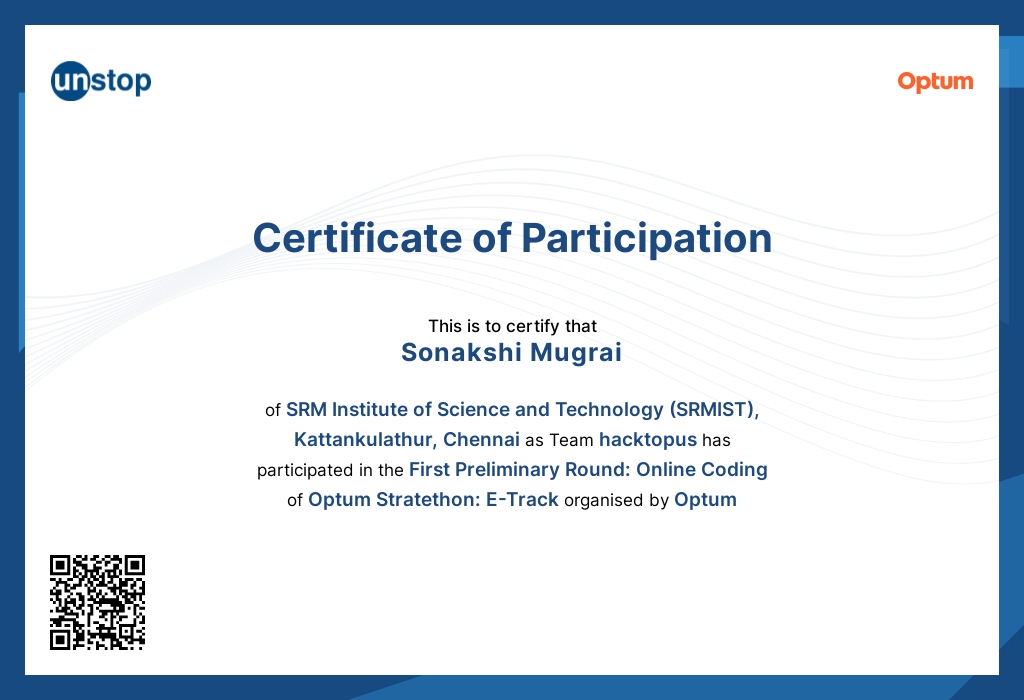 unstop
Optum
Certificate of Participation
This is to certify that
Sonakshi Mugrai
of SRM Institute of Science and Technology (SRMIST),
Kattankulathur, Chennai as Team hacktopus has
participated in the First Preliminary Round: Online Coding
of Optum Stratethon: E-Track organised by Optum